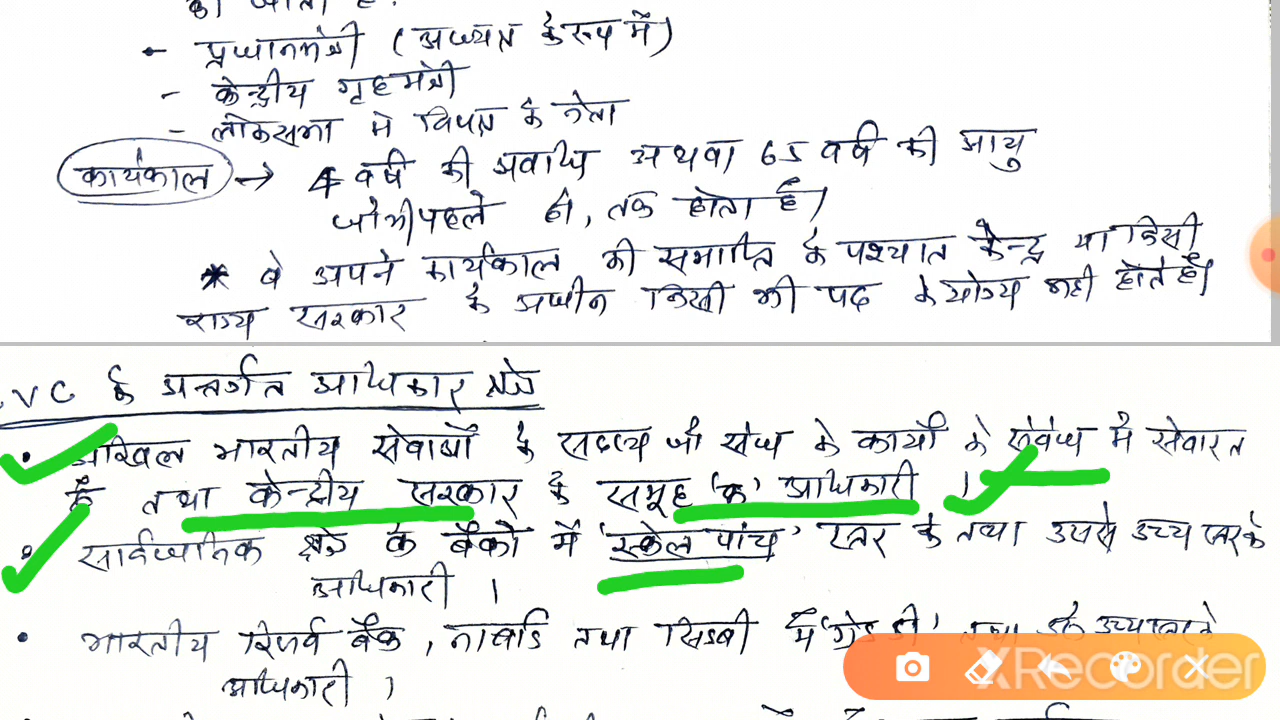 की जाती है.
- प्रधानमंत्री (अध्यक्ष के रूप में)
- केन्द्रीय गृहमंत्री
- लोकसभा मे विपक्ष के नेता
कार्यकाल → 4 वर्ष की अवधि अथवा 65 वर्ष की आयु
जो भी पहले हो, तक होता है।
* वे अपने कार्यकाल की समाप्ति के पश्चात केन्द्र या किसी
राज्य सरकार के अधीन किसी भी पद के योग्य नही होते है।
.VC के अन्तर्गत अधिकार क्षेत्र
• अखिल भारतीय सेवाओं के सदस्य जो संघ के कार्यों के संबंध में सेवारत
है तथा केन्द्रीय सरकार के समूह 'क' अधिकारी ।
• सार्वजनिक क्षेत्र के बैंकों में 'स्केल पांच' स्तर के तथा उससे उच्च स्तर के
अधिकारी ।
• भारतीय रिजर्व बैंक, नाबार्ड तथा सिडबी में 'ग्रेड डी' तथा
अधिकारी ।
XRecorder